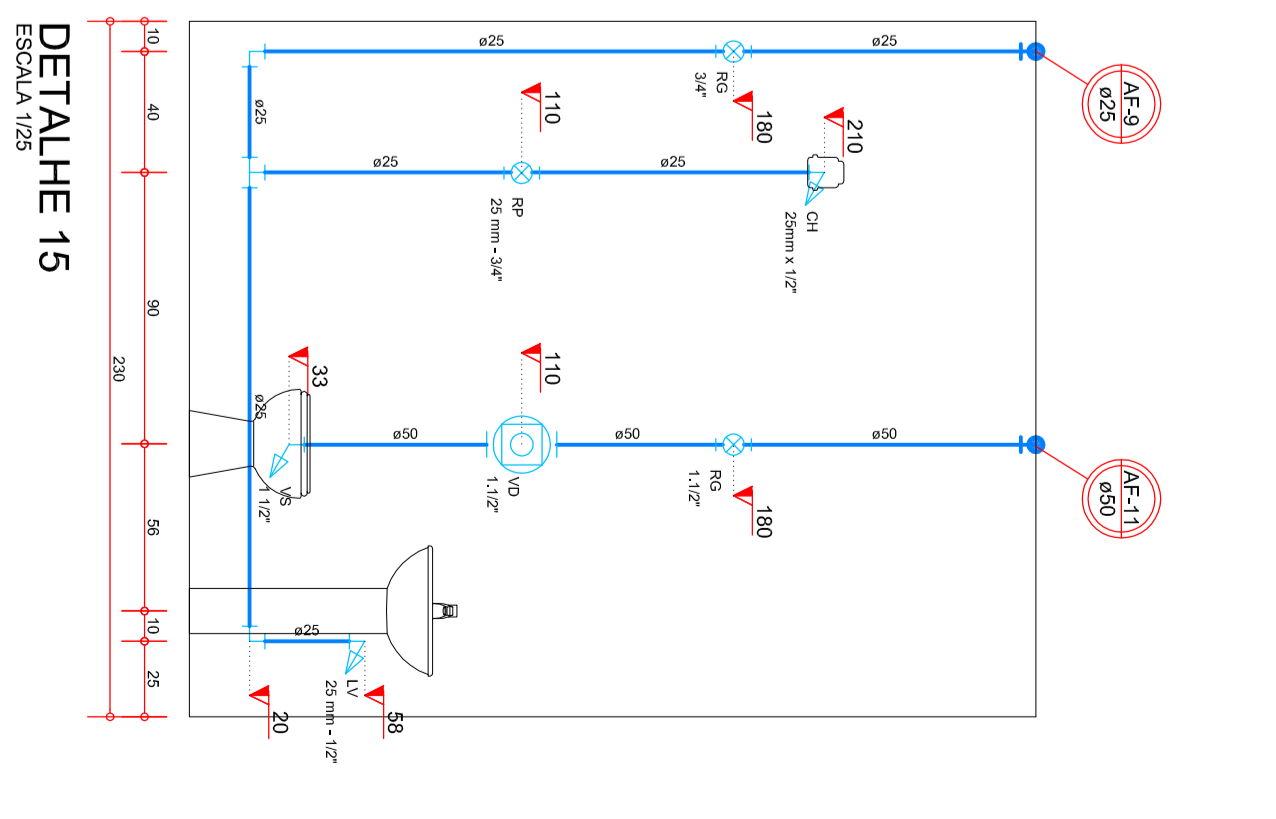 AF-9
ø25
AF-11
ø50
ø25
ø25
RG
3/4"
180
110
210
ø25
ø25
ø25
RP
25 mm - 3/4"
CH
25mm x 1/2"
110
33
ø25
ø50
ø50
ø50
VD
1.1/2"
RG
1.1/2"
180
VS
1 1/2"
ø25
LV
25 mm - 1/2"
58
20
10
40
90
56
10
25
230
DETALHE 15
ESCALA 1/25